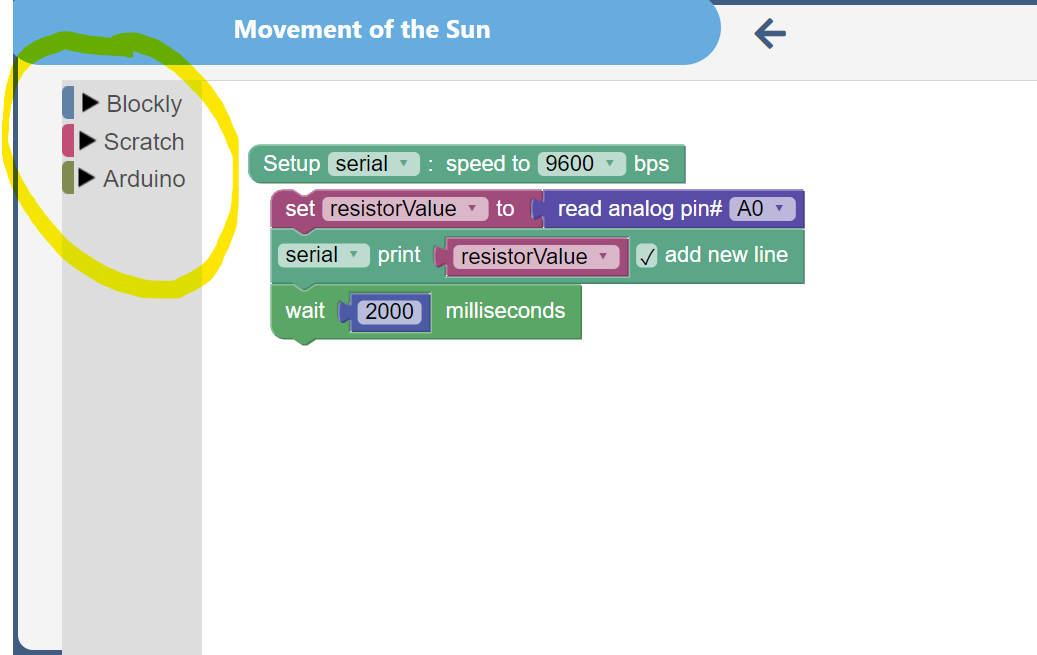 Movement of the Sun
Blockly
Scratch
Arduino
Setup serial : speed to 9600 bps
set resistorValue to read analog pin# A0
serial print resistorValue ✓ add new line
wait 2000 milliseconds